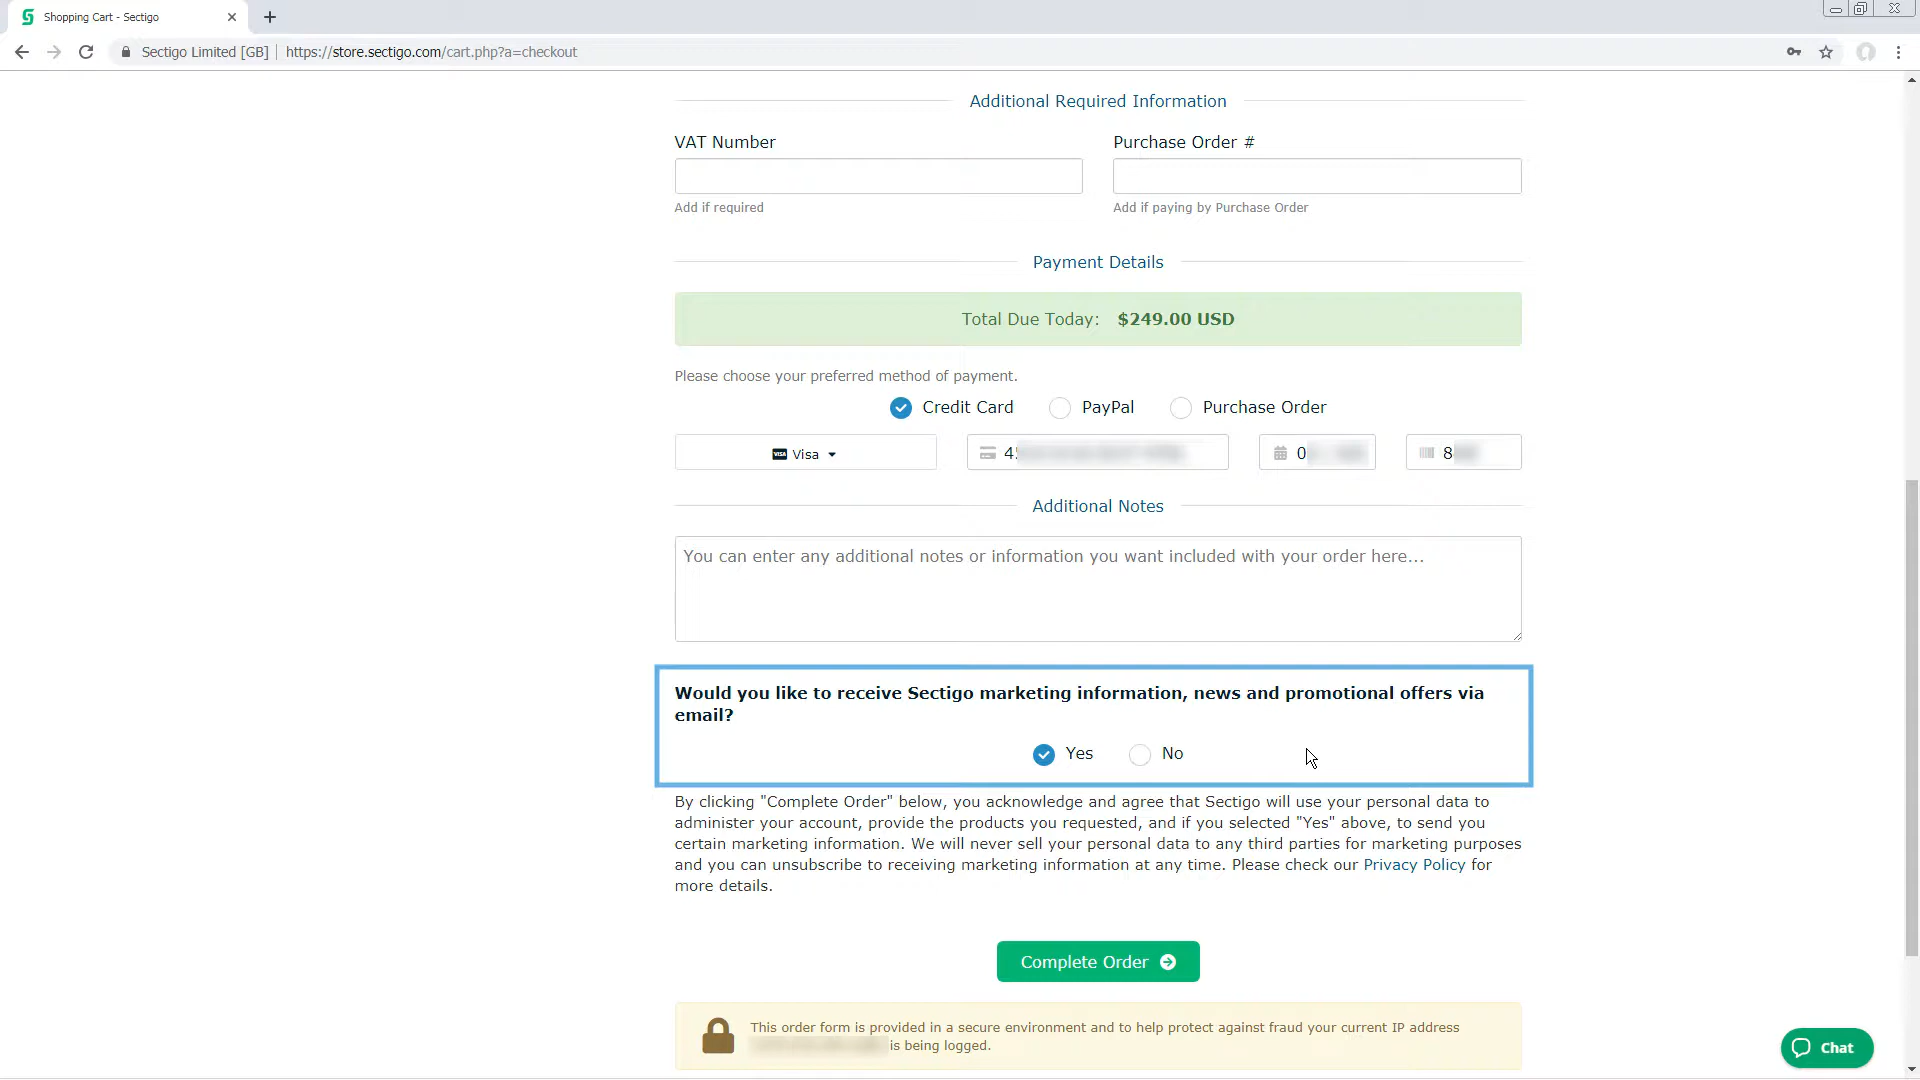 Shopping Cart - Sectigo
Sectigo Limited [GB] | https://store.sectigo.com/cart.php?a=checkout
Additional Required Information
VAT Number
Purchase Order #
Add if required
Add if paying by Purchase Order
Payment Details
Total Due Today: $249.00 USD
Please choose your preferred method of payment.
Credit Card PayPal Purchase Order
VISA Visa
Additional Notes
You can enter any additional notes or information you want included with your order here...
Would you like to receive Sectigo marketing information, news and promotional offers via
email?
Yes No
By clicking "Complete Order" below, you acknowledge and agree that Sectigo will use your personal data to
administer your account, provide the products you requested, and if you selected "Yes" above, to send you
certain marketing information. We will never sell your personal data to any third parties for marketing purposes
and you can unsubscribe to receiving marketing information at any time. Please check our Privacy Policy for
more details.
Complete Order
This order form is provided in a secure environment and to help protect against fraud your current IP address
is being logged.
Chat